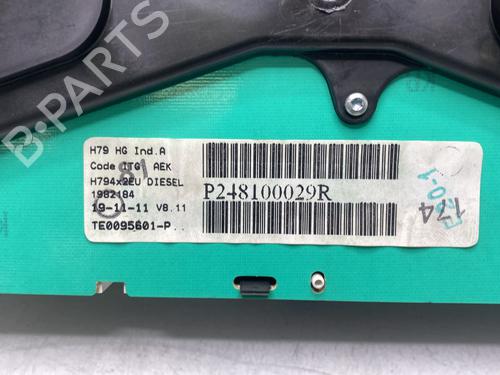 B-PARTS
H79 HG Ind.A
Code ITG AEK
H794x2EU DIESEL
1982184
19-11-11 V8.11
TE0095601-P..
P248100029R
174